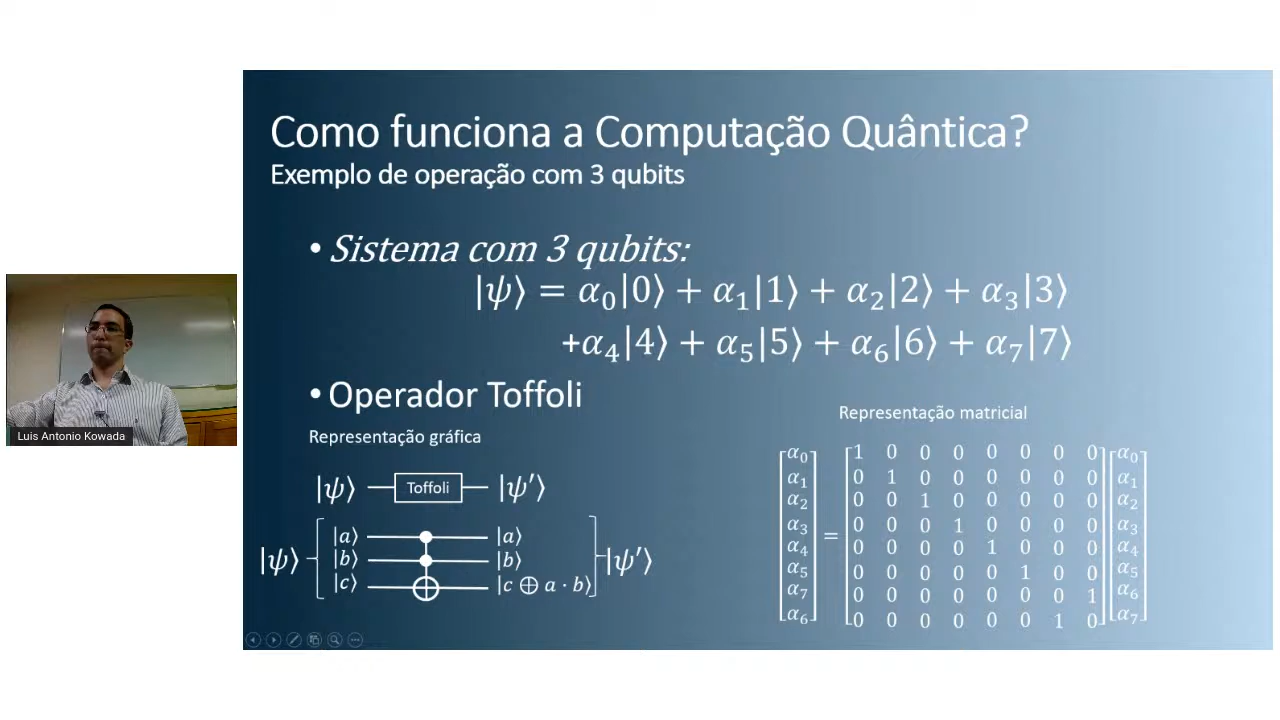 Como funciona a Computação Quântica?
Exemplo de operação com 3 qubits
• Sistema com 3 qubits:
|ψ⟩ = α₀|0⟩ + α₁|1⟩ + α₂|2⟩ + α₃|3⟩
+α₄|4⟩ + α₅|5⟩ + α₆|6⟩ + α₇|7⟩
• Operador Toffoli
Representação gráfica
|ψ⟩ Toffoli |ψ′⟩
|ψ⟩
|a⟩ |a⟩
|b⟩ |b⟩
|c⟩ |c ⊕ a · b⟩
|ψ′⟩
Representação matricial
α₀ 1 0 0 0 0 0 0 0 α₀
α₁ 0 1 0 0 0 0 0 0 α₁
α₂ 0 0 1 0 0 0 0 0 α₂
α₃ 0 0 0 1 0 0 0 0 α₃
=
α₄ 0 0 0 0 1 0 0 0 α₄
α₅ 0 0 0 0 0 1 0 0 α₅
α₇ 0 0 0 0 0 0 0 1 α₆
α₆ 0 0 0 0 0 0 1 0 α₇
Luis Antonio Kowada